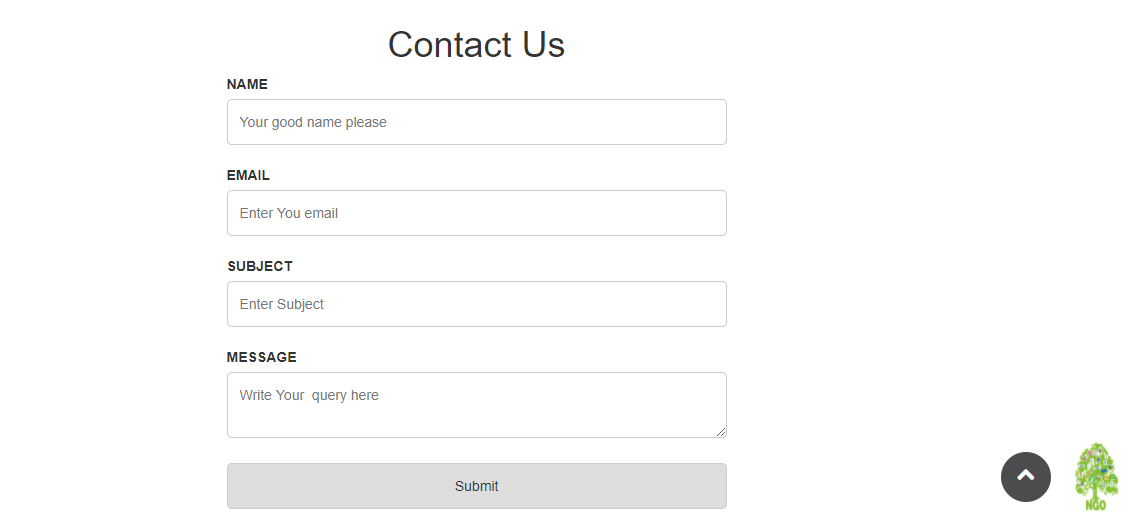 Contact Us
NAME
Your good name please
EMAIL
Enter You email
SUBJECT
Enter Subject
MESSAGE
Write Your  query here
Submit
NGO